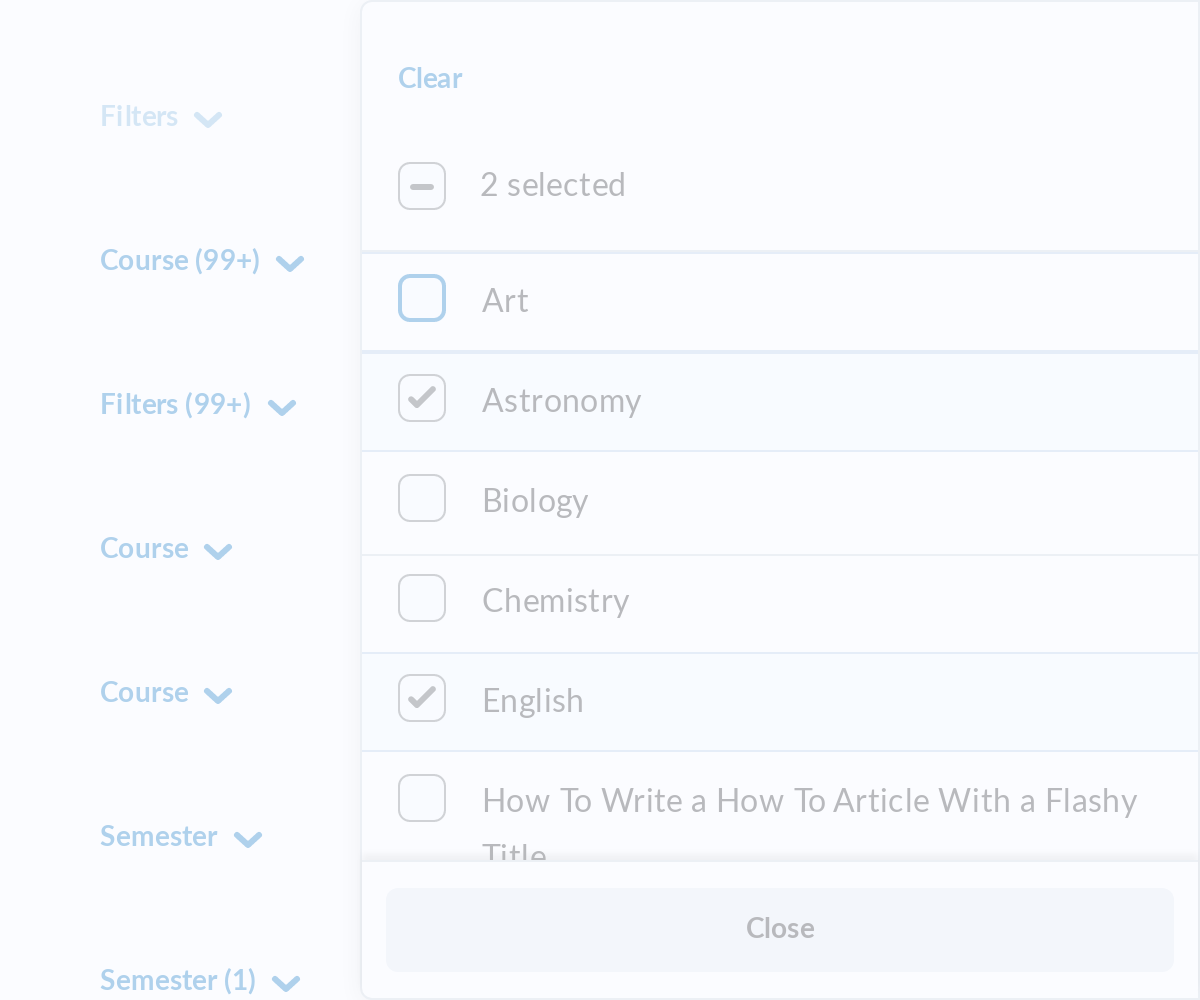 Filters
Course (99+)
Filters (99+)
Course
Course
Semester
Semester (1)
Clear
2 selected
Art
Astronomy
Biology
Chemistry
English
How To Write a How To Article With a Flashy
Title
Close